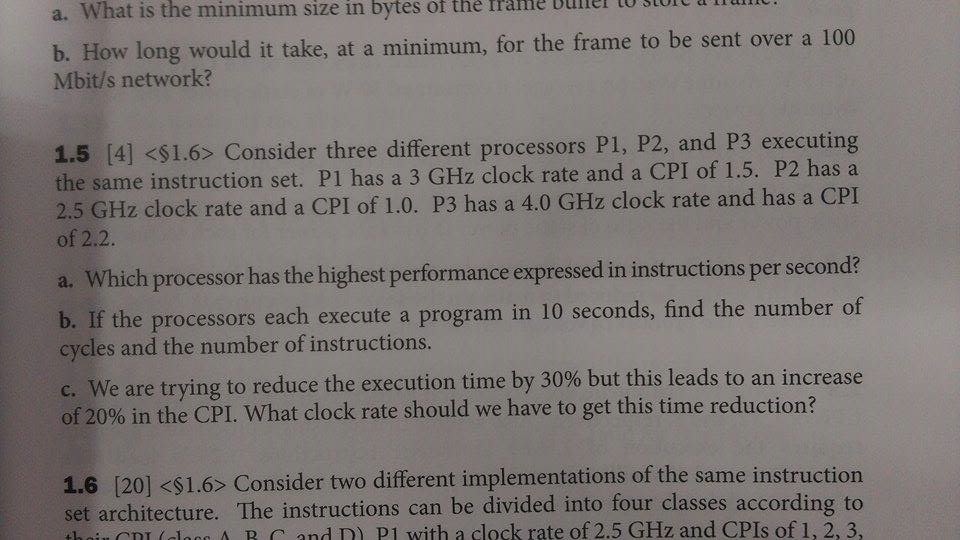 a. What is the minimum size in bytes of the frame buffer to store a frame?
b. How long would it take, at a minimum, for the frame to be sent over a 100
Mbit/s network?
1.5 [4] <§1.6> Consider three different processors P1, P2, and P3 executing
the same instruction set. P1 has a 3 GHz clock rate and a CPI of 1.5. P2 has a
2.5 GHz clock rate and a CPI of 1.0. P3 has a 4.0 GHz clock rate and has a CPI
of 2.2.
a. Which processor has the highest performance expressed in instructions per second?
b. If the processors each execute a program in 10 seconds, find the number of
cycles and the number of instructions.
c. We are trying to reduce the execution time by 30% but this leads to an increase
of 20% in the CPI. What clock rate should we have to get this time reduction?
1.6 [20] <§1.6> Consider two different implementations of the same instruction
set architecture. The instructions can be divided into four classes according to
their CPI (class A, B, C, and D). P1 with a clock rate of 2.5 GHz and CPIs of 1, 2, 3,